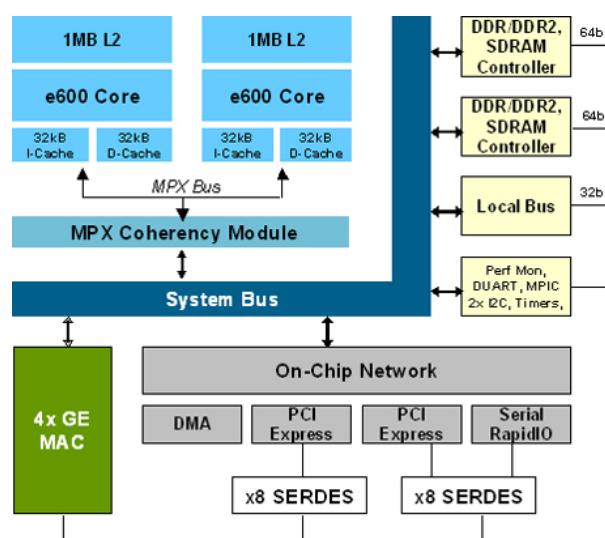 1MB L2
1MB L2
e600 Core
e600 Core
32kB
I-Cache
32kB
D-Cache
32kB
I-Cache
32kB
D-Cache
MPX Bus
MPX Coherency Module
System Bus
DDR/DDR2,
SDRAM
Controller
64b
DDR/DDR2,
SDRAM
Controller
64b
Local Bus
32b
Perf Mon,
DUART, MPIC
2x I2C, Timers,
4x GE
MAC
On-Chip Network
DMA
PCI
Express
PCI
Express
Serial
RapidIO
x8 SERDES
x8 SERDES